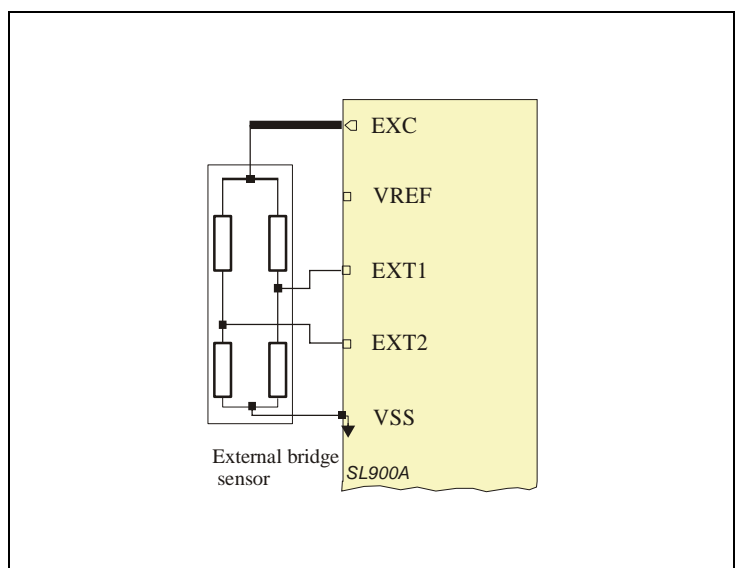 EXC
VREF
EXT1
EXT2
VSS
External bridge
sensor
SL900A